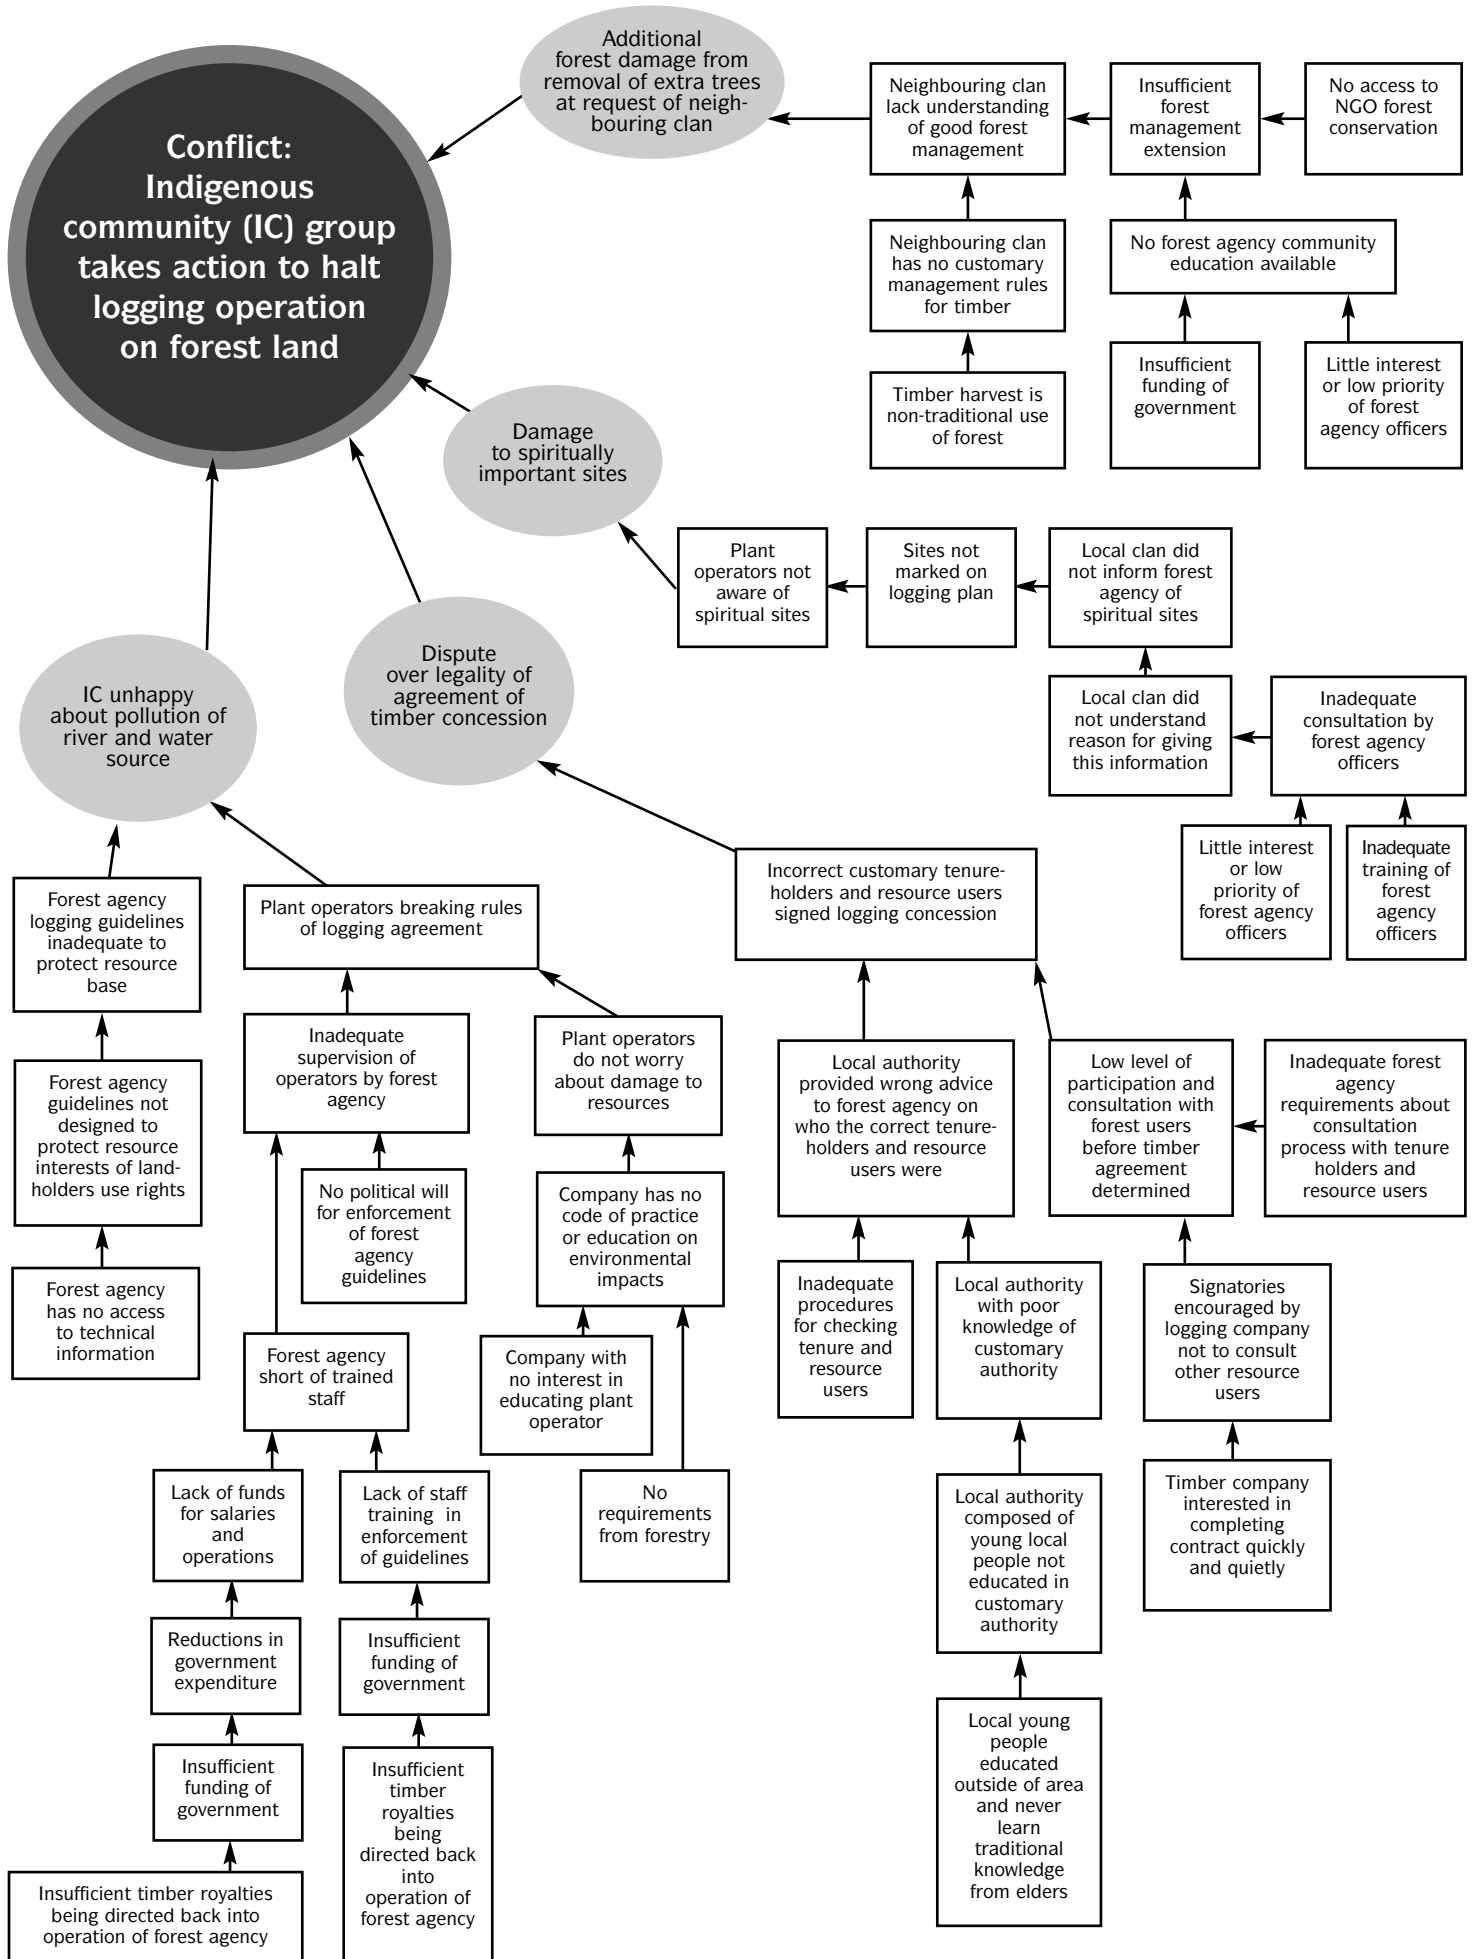 Conflict:
Indigenous
community (IC) group
takes action to halt
logging operation
on forest land
Additional
forest damage from
removal of extra trees
at request of neigh-
bouring clan
Neighbouring clan
lack understanding
of good forest
management
Insufficient
forest
management
extension
No access to
NGO forest
conservation
Neighbouring clan
has no customary
management rules
for timber
No forest agency community
education available
Timber harvest is
non-traditional use
of forest
Insufficient
funding of
government
Little interest
or low priority
of forest
agency officers
Damage
to spiritually
important sites
Plant
operators not
aware of
spiritual sites
Sites not
marked on
logging plan
Local clan did
not inform forest
agency of
spiritual sites
Local clan did
not understand
reason for giving
this information
Inadequate
consultation by
forest agency
officers
Little interest
or low
priority of
forest agency
officers
Inadequate
training of
forest
agency
officers
Dispute
over legality of
agreement of
timber concession
IC unhappy
about pollution of
river and water
source
Incorrect customary tenure-
holders and resource users
signed logging concession
Forest agency
logging guidelines
inadequate to
protect resource
base
Plant operators breaking rules
of logging agreement
Inadequate
supervision of
operators by forest
agency
Plant operators
do not worry
about damage to
resources
Local authority
provided wrong advice
to forest agency on
who the correct tenure-
holders and resource
users were
Low level of
participation and
consultation with
forest users
before timber
agreement
determined
Inadequate forest
agency
requirements about
consultation
process with tenure
holders and
resource users
Forest agency
guidelines not
designed to
protect resource
interests of land-
holders use rights
No political will
for enforcement
of forest
agency
guidelines
Company has no
code of practice
or education on
environmental
impacts
Forest agency
has no access
to technical
information
Forest agency
short of trained
staff
Company with
no interest in
educating plant
operator
Inadequate
procedures
for checking
tenure and
resource
users
Local authority
with poor
knowledge of
customary
authority
Signatories
encouraged by
logging company
not to consult
other resource
users
Lack of funds
for salaries
and
operations
Lack of staff
training in
enforcement
of guidelines
No
requirements
from forestry
Local authority
composed of
young local
people not
educated in
customary
authority
Timber company
interested in
completing
contract quickly
and quietly
Reductions in
government
expenditure
Insufficient
funding of
government
Insufficient
funding of
government
Insufficient
timber
royalties
being
directed back
into
operation of
forest agency
Local young
people
educated
outside of area
and never
learn
traditional
knowledge
from elders
Insufficient timber royalties
being directed back into
operation of forest agency